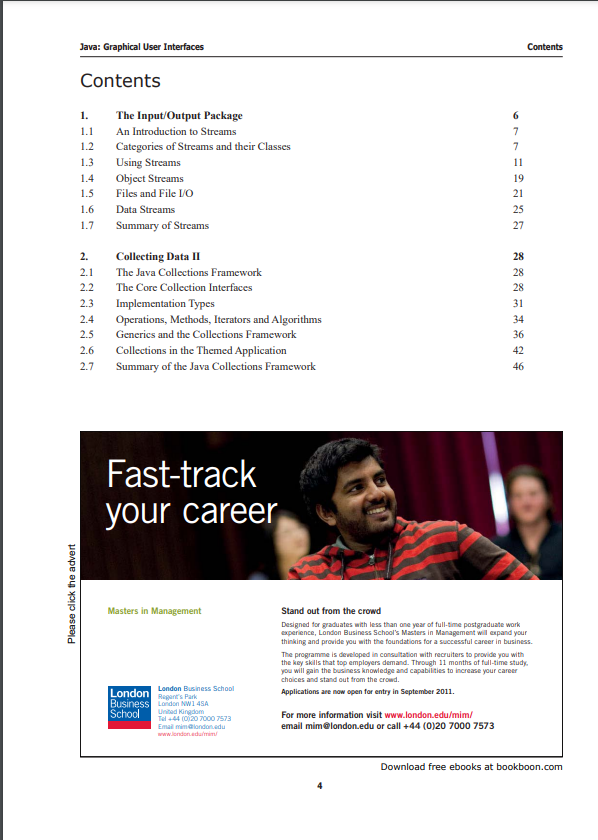 Java: Graphical User Interfaces Contents
Contents
1. The Input/Output Package 6
1.1 An Introduction to Streams 7
1.2 Categories of Streams and their Classes 7
1.3 Using Streams 11
1.4 Object Streams 19
1.5 Files and File I/O 21
1.6 Data Streams 25
1.7 Summary of Streams 27
2. Collecting Data II 28
2.1 The Java Collections Framework 28
2.2 The Core Collection Interfaces 28
2.3 Implementation Types 31
2.4 Operations, Methods, Iterators and Algorithms 34
2.5 Generics and the Collections Framework 36
2.6 Collections in the Themed Application 42
2.7 Summary of the Java Collections Framework 46
Please click the advert
Fast-track
your career
Masters in Management
Stand out from the crowd
Designed for graduates with less than one year of full-time postgraduate work
experience, London Business School's Masters in Management will expand your
thinking and provide you with the foundations for a successful career in business.
The programme is developed in consultation with recruiters to provide you with
the key skills that top employers demand. Through 11 months of full-time study,
you will gain the business knowledge and capabilities to increase your career
choices and stand out from the crowd.
Applications are now open for entry in September 2011.
For more information visit www.london.edu/mim/
email mim@london.edu or call +44 (0)20 7000 7573
London
Business
School
London Business School
Regent's Park
London NW1 4SA
United Kingdom
Tel +44 (0)20 7000 7573
Email mim@london.edu
www.london.edu/mim/
Download free ebooks at bookboon.com
4